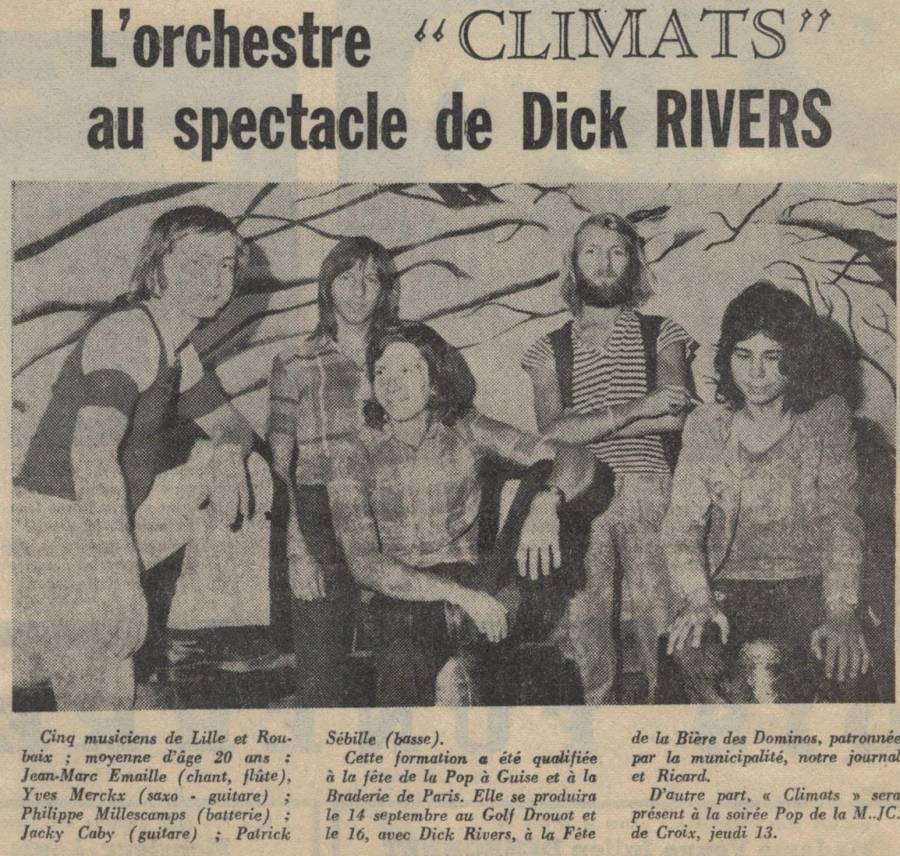 L'orchestre “CLIMATS”
au spectacle de Dick RIVERS
Cinq musiciens de Lille et Rou-
baix ; moyenne d'âge 20 ans :
Jean-Marc Emaille (chant, flûte),
Yves Merckx (saxo - guitare) ;
Philippe Millescamps (batterie) ;
Jacky Caby (guitare) ; Patrick
Sébille (basse).
Cette formation a été qualifiée
à la fête de la Pop à Guise et à la
Braderie de Paris. Elle se produira
le 14 septembre au Golf Drouot et
le 16, avec Dick Rivers, à la Fête
de la Bière des Dominos, patronnée
par la municipalité, notre journal
et Ricard.
D'autre part, « Climats » sera
présent à la soirée Pop de la M..JC.
de Croix, jeudi 13.